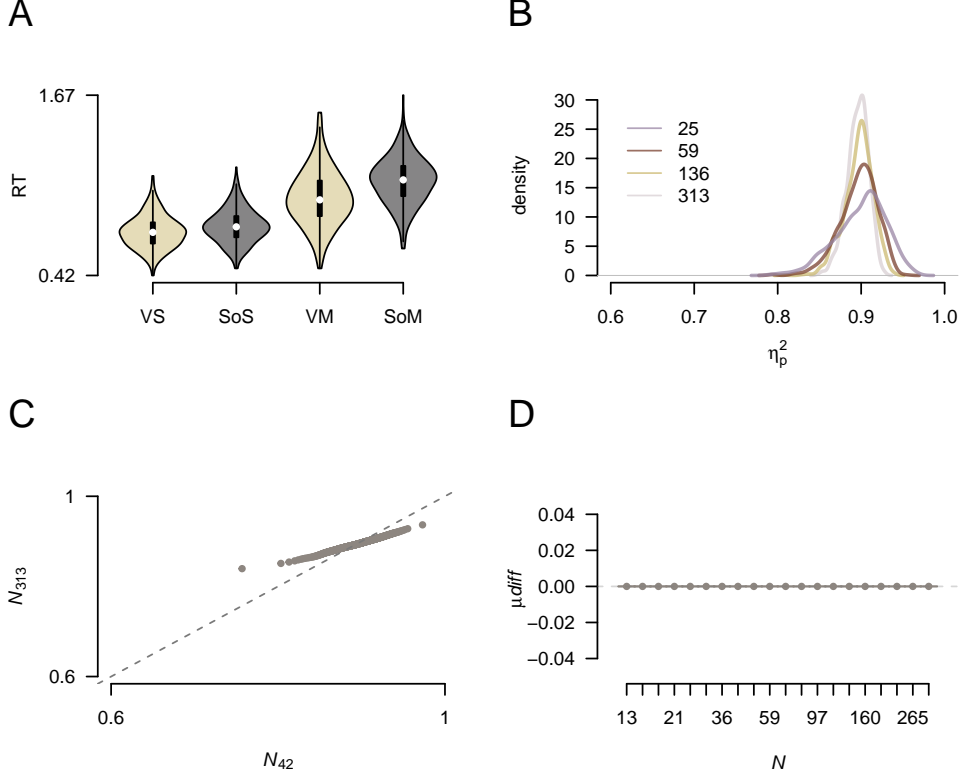 A
1.67
RT
0.42
VS SoS VM SoM
B
30
25
20
15
10
5
0
density
25
59
136
313
0.6 0.7 0.8 0.9 1.0
η²ₚ
C
1
N₃₁₃
0.6
0.6 1
N₄₂
D
0.04
0.02
0.00
−0.02
−0.04
μdiff
13 21 36 59 97 160 265
N